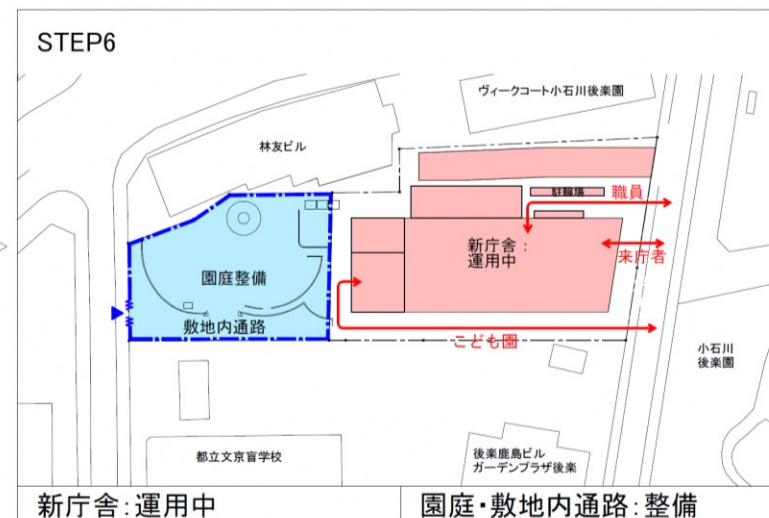 STEP6
ヴィークコート小石川後楽園
林友ビル
駐輪場
職員
新庁舎：
運用中
来庁者
園庭整備
敷地内通路
こども園
小石川
後楽園
都立文京盲学校
後楽鹿島ビル
ガーデンプラザ後楽
新庁舎：運用中
園庭・敷地内通路：整備